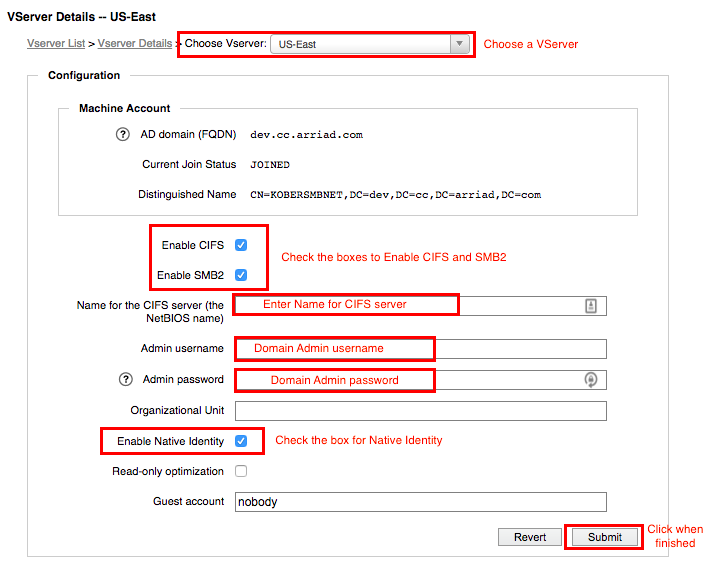 VServer Details -- US-East
Vserver List > Vserver Details > Choose Vserver: US-East Choose a VServer
Configuration
Machine Account
? AD domain (FQDN) dev.cc.arriad.com
Current Join Status JOINED
Distinguished Name CN=KOBERSMBNET,DC=dev,DC=cc,DC=arriad,DC=com
Enable CIFS
Check the boxes to Enable CIFS and SMB2
Enable SMB2
Name for the CIFS server (the Enter Name for CIFS server
NetBIOS name)
Admin username Domain Admin username
? Admin password Domain Admin password
Organizational Unit
Enable Native Identity Check the box for Native Identity
Read-only optimization
Guest account nobody
Revert Submit Click when
finished